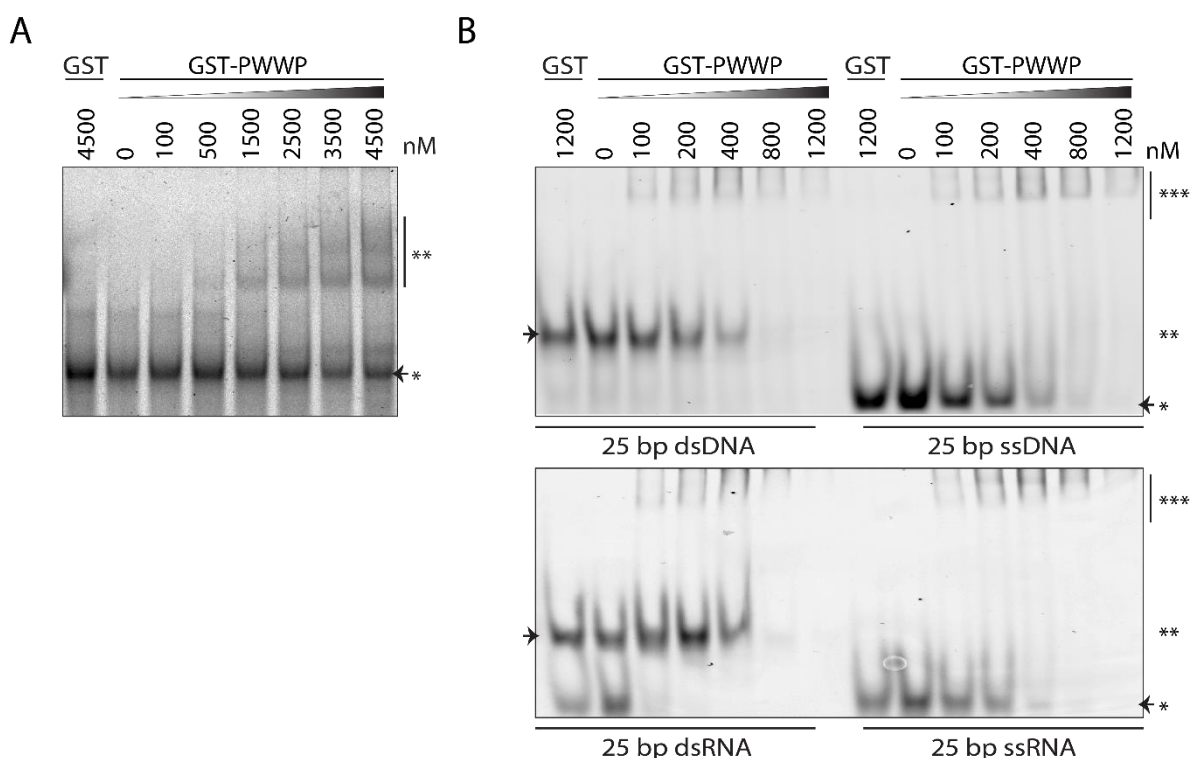 A
B
GST GST-PWWP
GST GST-PWWP GST GST-PWWP
4500 0 100 500 1500 2500 3500 4500 nM
1200 0 100 200 400 800 1200 1200 0 100 200 400 800 1200 nM
***
**
**
*
*
25 bp dsDNA 25 bp ssDNA
***
**
*
25 bp dsRNA 25 bp ssRNA